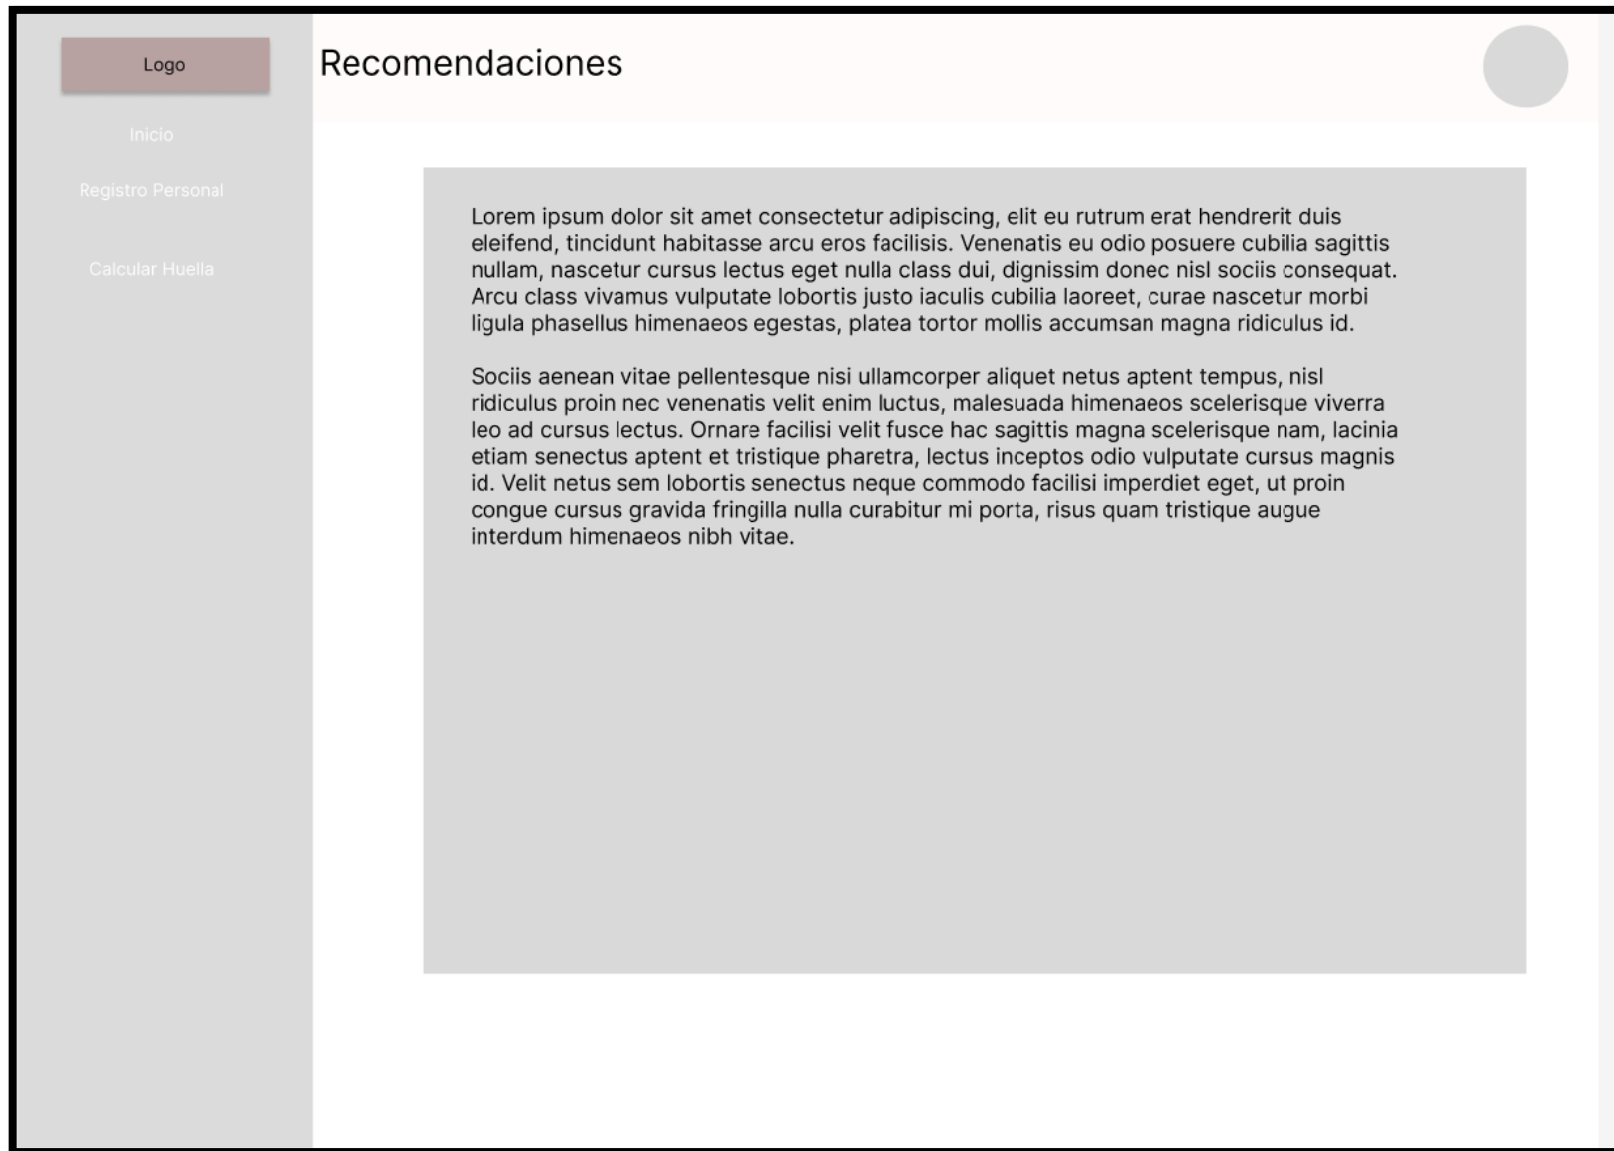 Logo
Recomendaciones
Inicio
Registro Personal
Calcular Huella
Lorem ipsum dolor sit amet consectetur adipiscing, elit eu rutrum erat hendrerit duis
eleifend, tincidunt habitasse arcu eros facilisis. Venenatis eu odio posuere cubilia sagittis
nullam, nascetur cursus lectus eget nulla class dui, dignissim donec nisl sociis consequat.
Arcu class vivamus vulputate lobortis justo iaculis cubilia laoreet, curae nascetur morbi
ligula phasellus himenaeos egestas, platea tortor mollis accumsan magna ridiculus id.
Sociis aenean vitae pellentesque nisi ullamcorper aliquet netus aptent tempus, nisl
ridiculus proin nec venenatis velit enim luctus, malesuada himenaeos scelerisque viverra
leo ad cursus lectus. Ornare facilisi velit fusce hac sagittis magna scelerisque nam, lacinia
etiam senectus aptent et tristique pharetra, lectus inceptos odio vulputate cursus magnis
id. Velit netus sem lobortis senectus neque commodo facilisi imperdiet eget, ut proin
congue cursus gravida fringilla nulla curabitur mi porta, risus quam tristique augue
interdum himenaeos nibh vitae.